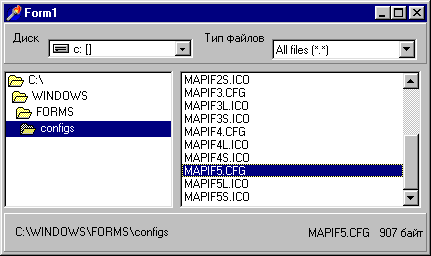 Form1
Диск
Тип файлов
c: []
All files (*.*)
C:\
WINDOWS
FORMS
configs
MAPIF2S.ICO
MAPIF3.CFG
MAPIF3L.ICO
MAPIF3S.ICO
MAPIF4.CFG
MAPIF4L.ICO
MAPIF4S.ICO
MAPIF5.CFG
MAPIF5L.ICO
MAPIF5S.ICO
C:\WINDOWS\FORMS\configs
MAPIF5.CFG 907 байт